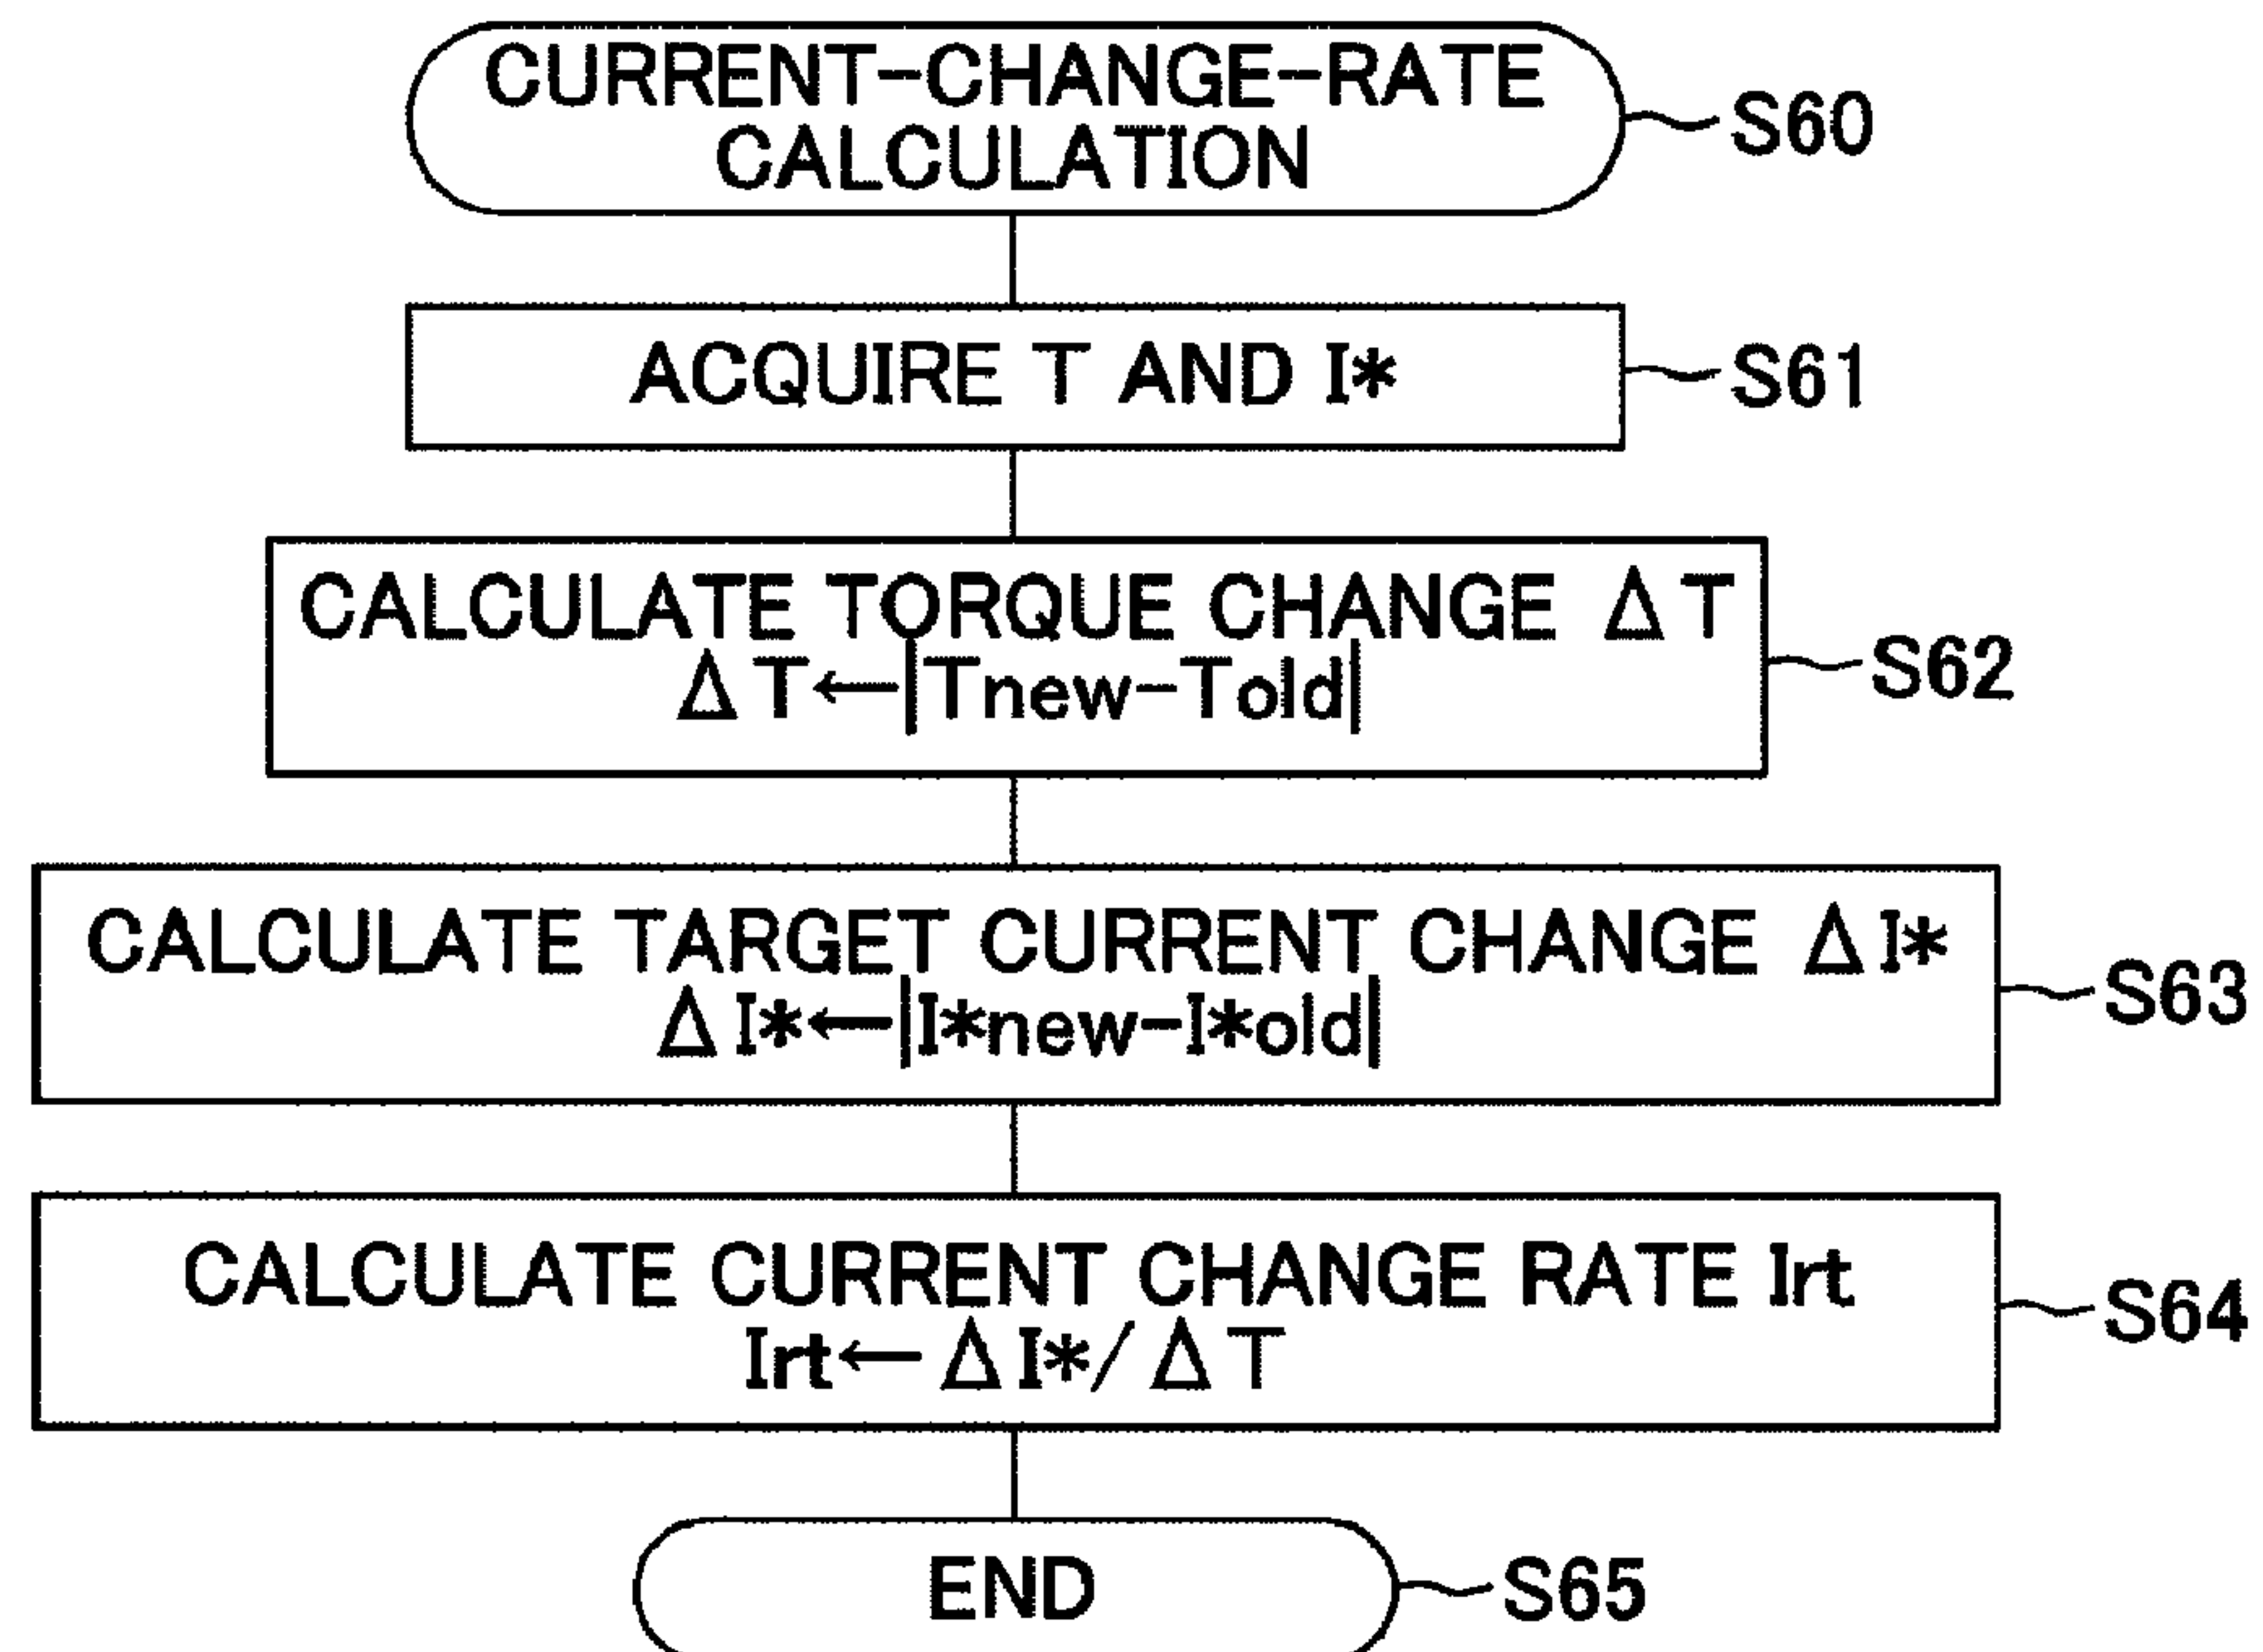 CURRENT-CHANGE-RATE
CALCULATION
S60
ACQUIRE T AND I*
S61
CALCULATE TORQUE CHANGE ΔT
ΔT←|Tnew-Told|
S62
CALCULATE TARGET CURRENT CHANGE ΔI*
ΔI*←|I*new-I*old|
S63
CALCULATE CURRENT CHANGE RATE Irt
Irt←ΔI*/ΔT
S64
END
S65